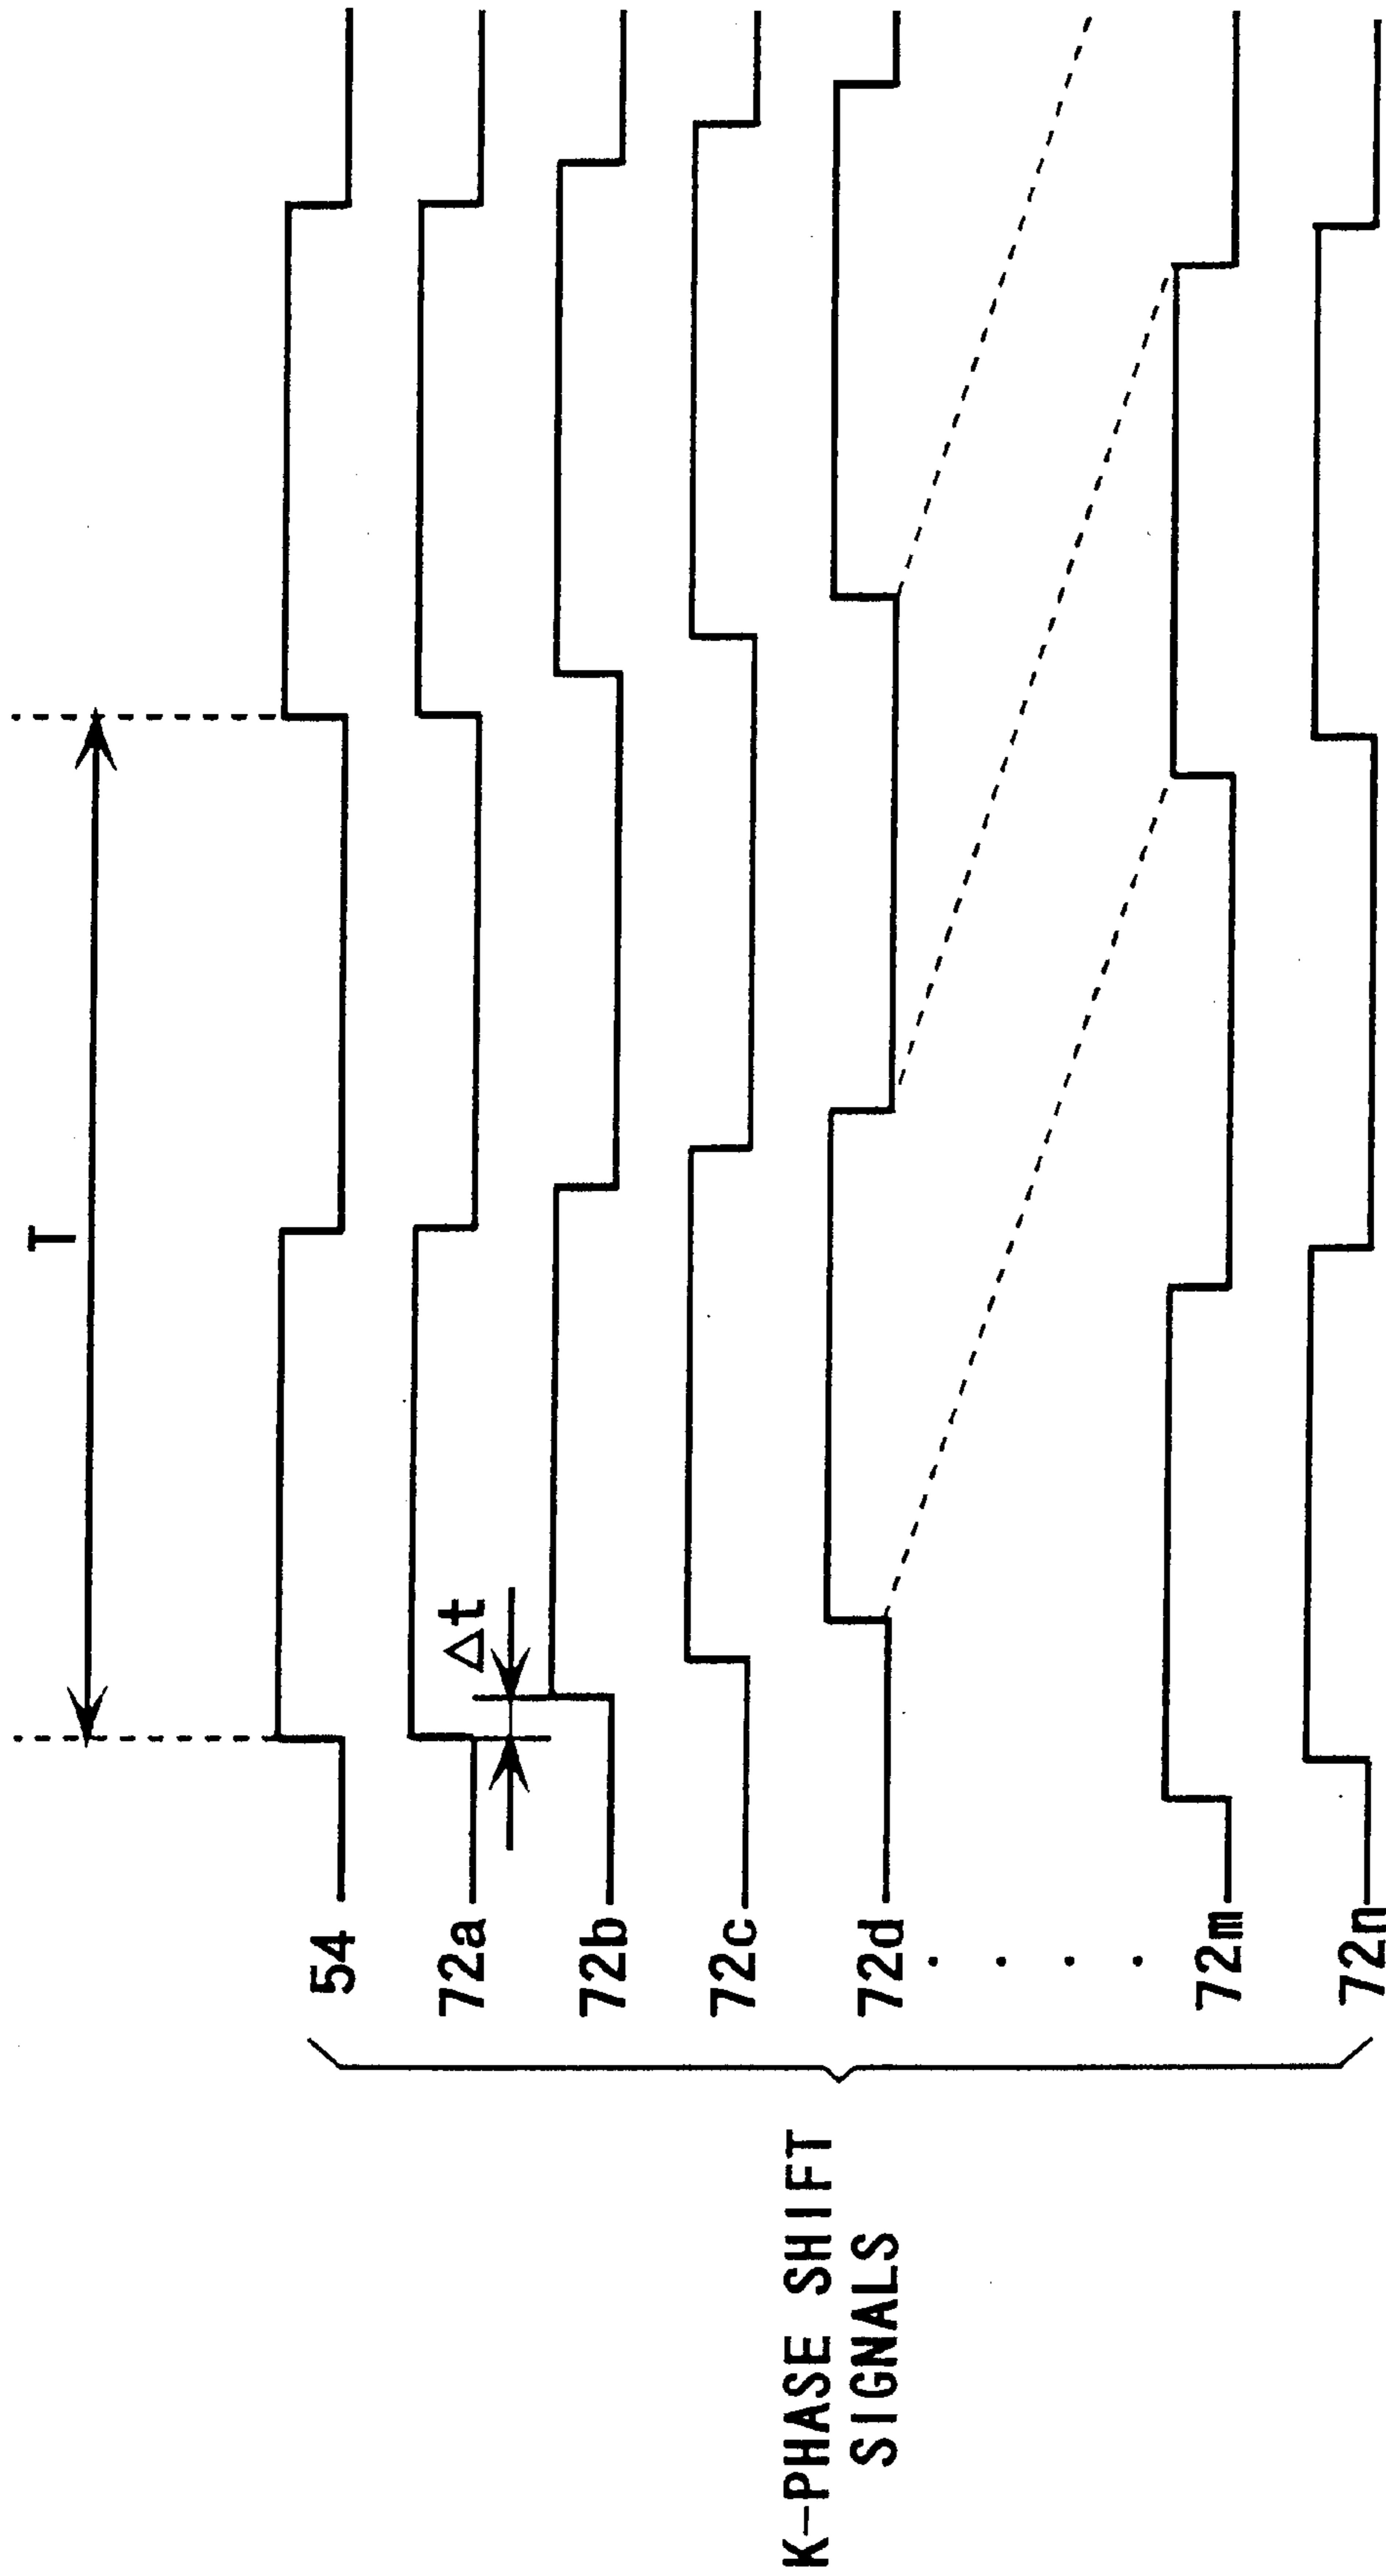 T
Δt
54
72a
72b
72c
72d
72m
72n
K-PHASE SHIFT
SIGNALS